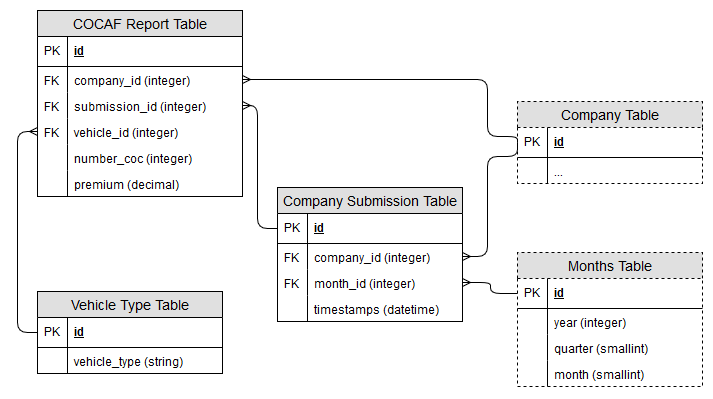 COCAF Report Table
PK id
FK company_id (integer)
FK submission_id (integer)
FK vehicle_id (integer)
number_coc (integer)
premium (decimal)
Company Table
PK id
...
Company Submission Table
PK id
FK company_id (integer)
FK month_id (integer)
timestamps (datetime)
Months Table
PK id
year (integer)
quarter (smallint)
month (smallint)
Vehicle Type Table
PK id
vehicle_type (string)